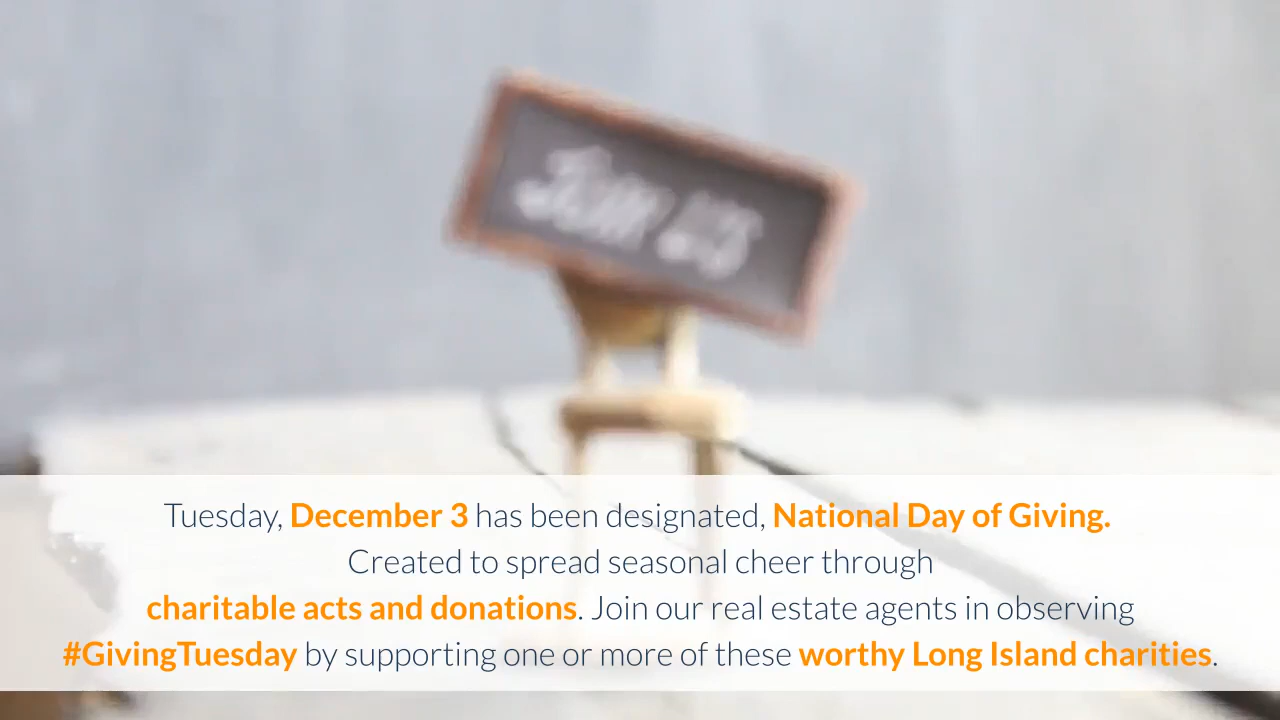 Join us
Tuesday, December 3 has been designated, National Day of Giving.
Created to spread seasonal cheer through
charitable acts and donations. Join our real estate agents in observing
#GivingTuesday by supporting one or more of these worthy Long Island charities.